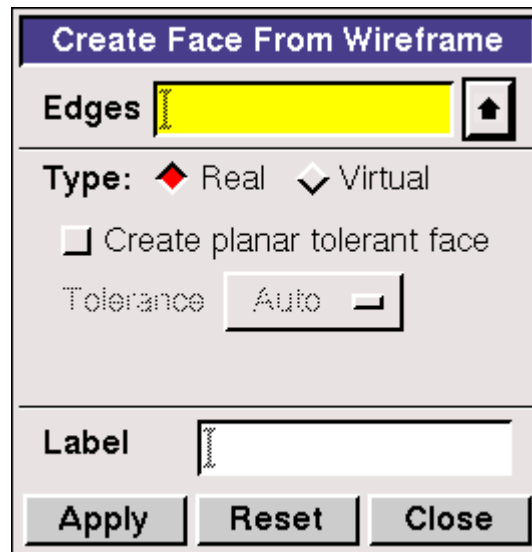 Create Face From Wireframe
Edges
Type: Real Virtual
Create planar tolerant face
Tolerance Auto
Label
Apply Reset Close